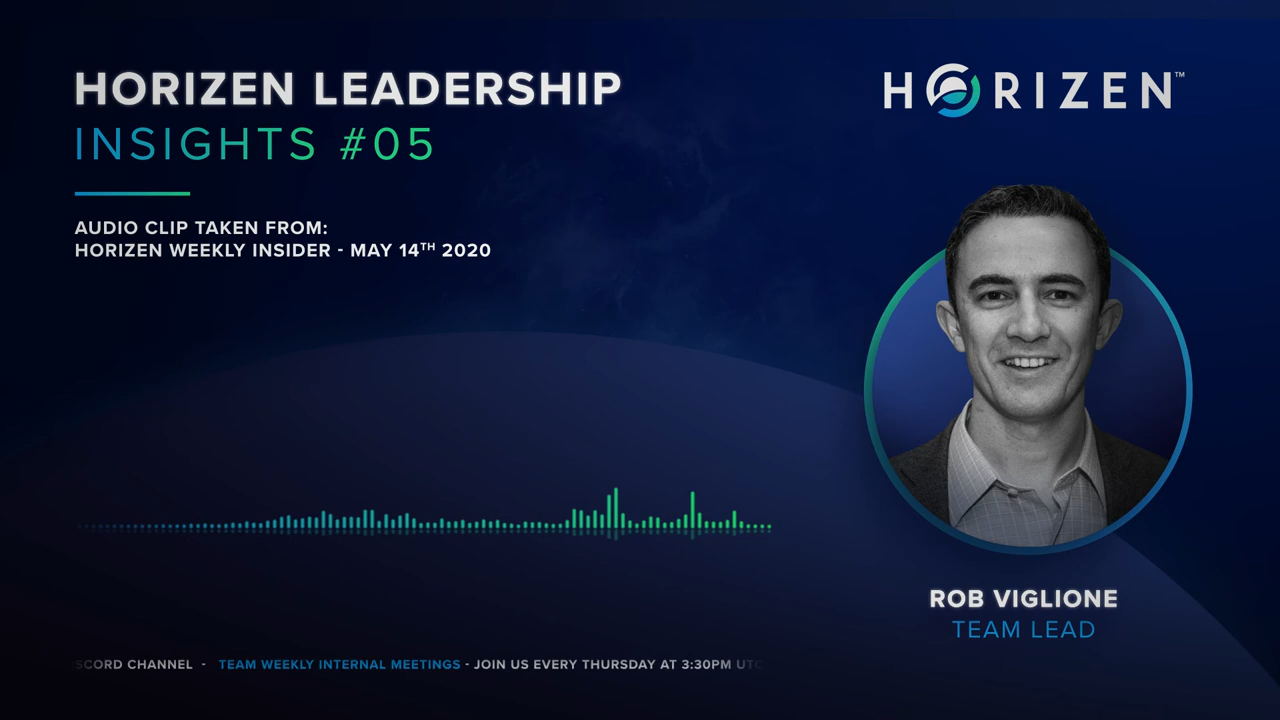 HORIZEN LEADERSHIP
INSIGHTS #05
AUDIO CLIP TAKEN FROM:
HORIZEN WEEKLY INSIDER - MAY 14TH 2020
HORIZEN™
ROB VIGLIONE
TEAM LEAD
SCORD CHANNEL - TEAM WEEKLY INTERNAL MEETINGS - JOIN US EVERY THURSDAY AT 3:30PM UTC